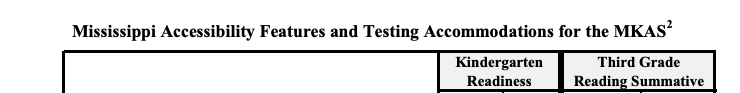 Mississippi Accessibility Features and Testing Accommodations for the MKAS²
Kindergarten
Readiness
Third Grade
Reading Summative